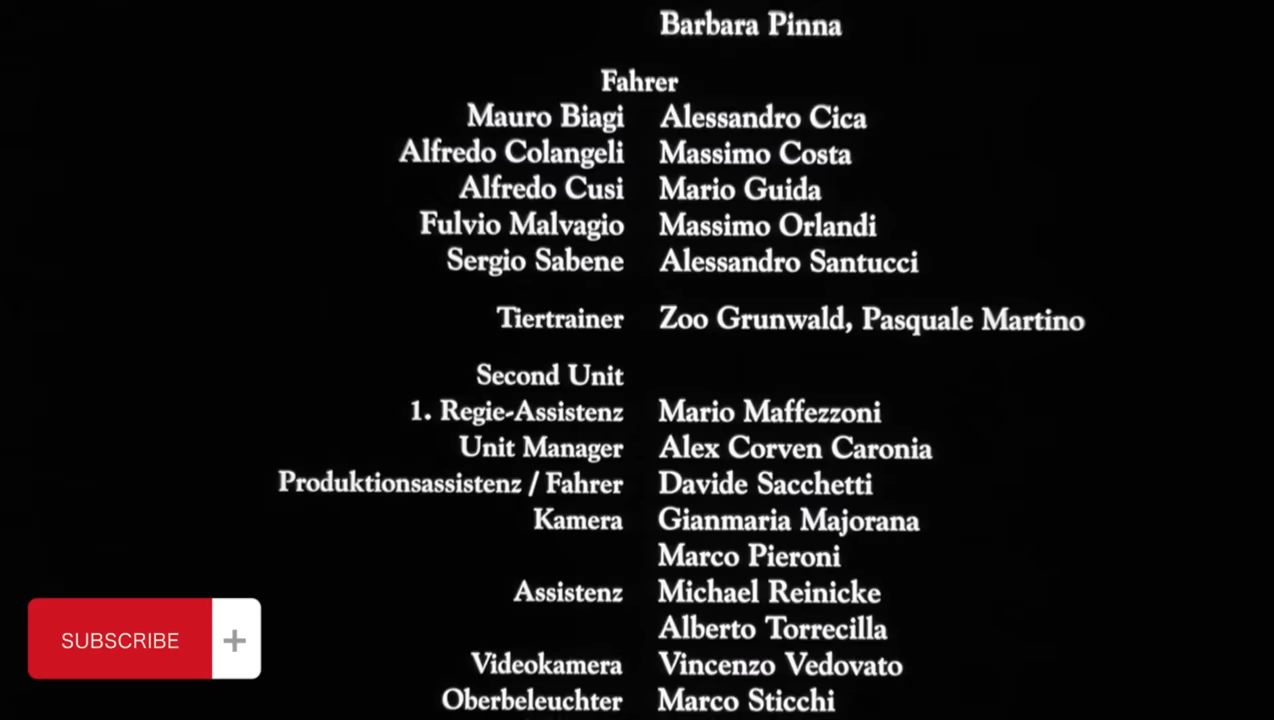 Barbara Pinna
Fahrer
Mauro Biagi Alessandro Cica
Alfredo Colangeli Massimo Costa
Alfredo Cusi Mario Guida
Fulvio Malvagio Massimo Orlandi
Sergio Sabene Alessandro Santucci
Tiertrainer Zoo Grunwald, Pasquale Martino
Second Unit
1. Regie-Assistenz Mario Maffezzoni
Unit Manager Alex Corven Caronia
Produktionsassistenz / Fahrer Davide Sacchetti
Kamera Gianmaria Majorana
Marco Pieroni
Assistenz Michael Reinicke
Alberto Torrecilla
Videokamera Vincenzo Vedovato
Oberbeleuchter Marco Sticchi
SUBSCRIBE +